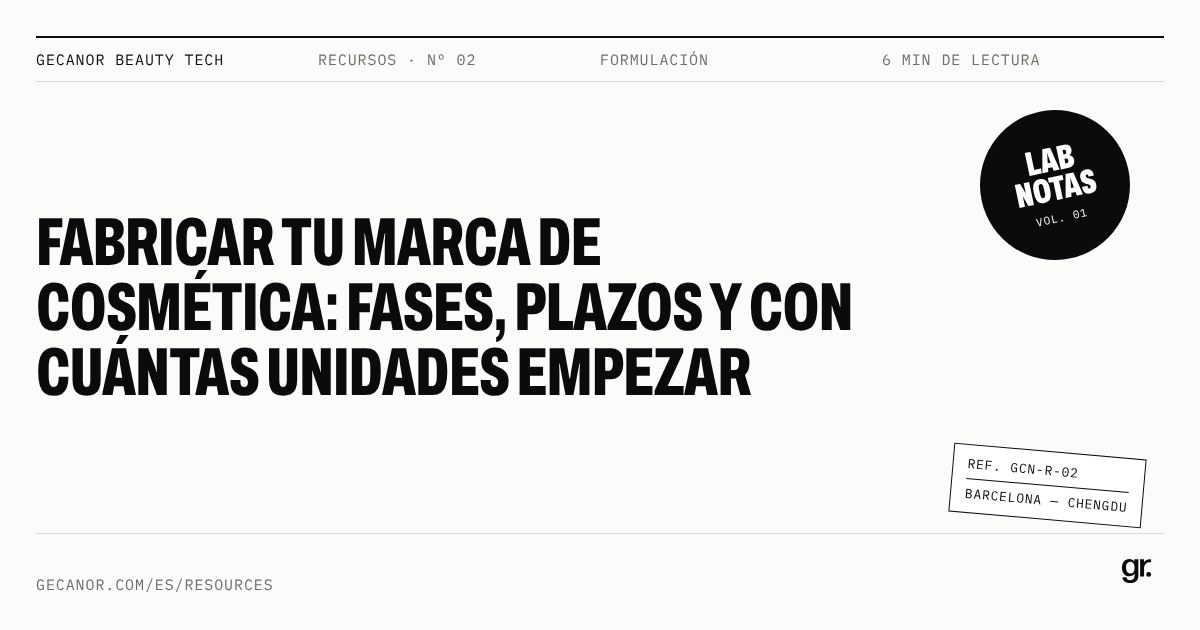 GECANOR BEAUTY TECH
RECURSOS · Nº 02
FORMULACIÓN
6 MIN DE LECTURA
LAB
NOTAS
VOL. 01
FABRICAR TU MARCA DE
COSMÉTICA: FASES, PLAZOS Y CON
CUÁNTAS UNIDADES EMPEZAR
REF. GCN-R-02
BARCELONA — CHENGDU
GECANOR.COM/ES/RESOURCES
gr.